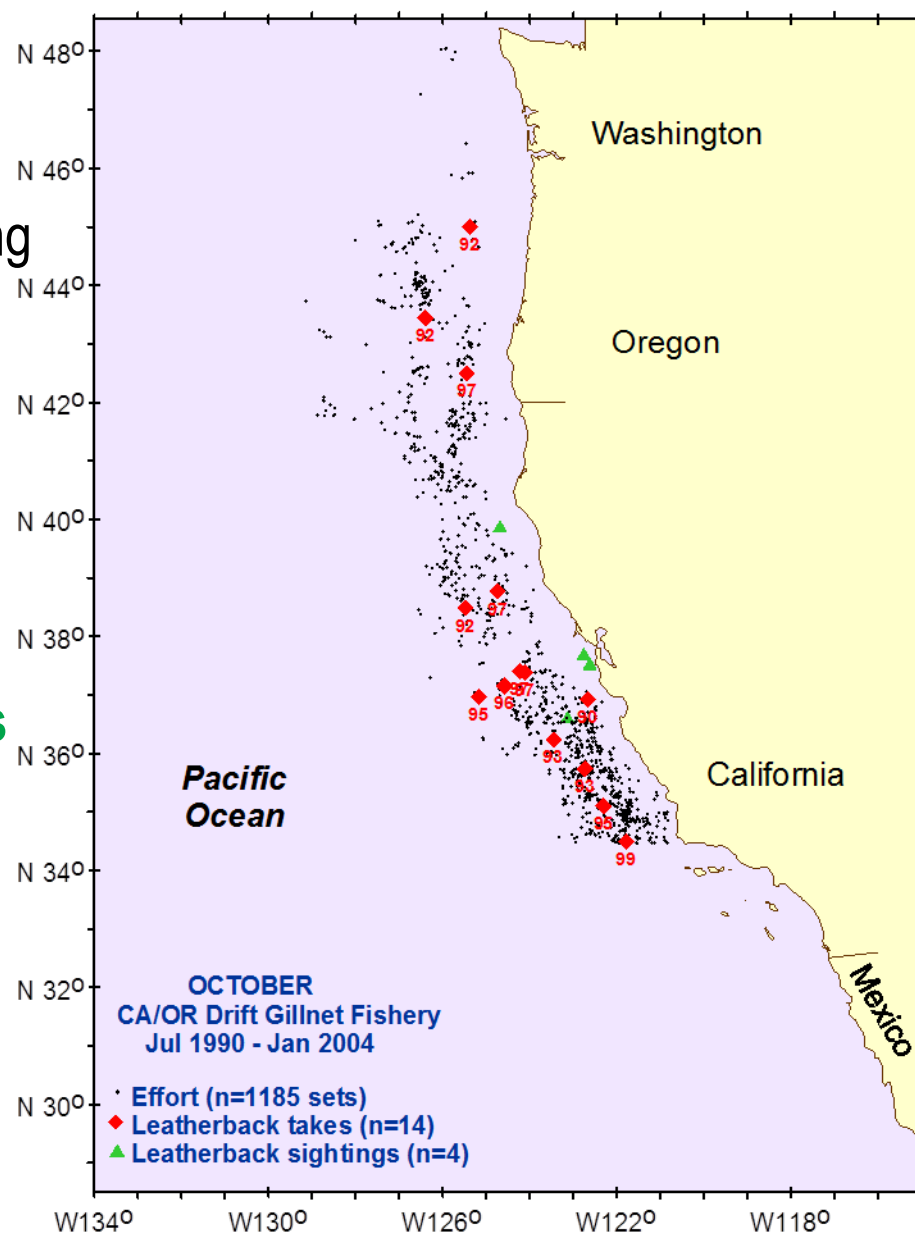 N 48°
Washington
N 46°
ng
92
N 44°
92
Oregon
97
N 42°
N 40°
97
92
N 38°
97
96
95
90
s
93
N 36°
Pacific
Ocean
California
93
95
99
N 34°
N 32°
Mexico
OCTOBER
CA/OR Drift Gillnet Fishery
Jul 1990 - Jan 2004
N 30°
Effort (n=1185 sets)
Leatherback takes (n=14)
Leatherback sightings (n=4)
W134° W130° W126° W122° W118°